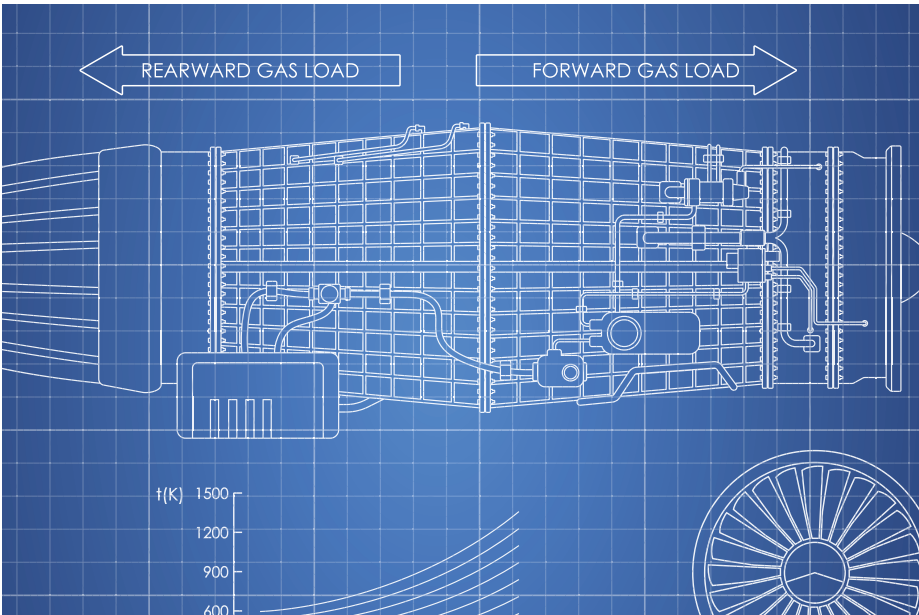 REARWARD GAS LOAD
FORWARD GAS LOAD
t(K) 1500
1200
900
600